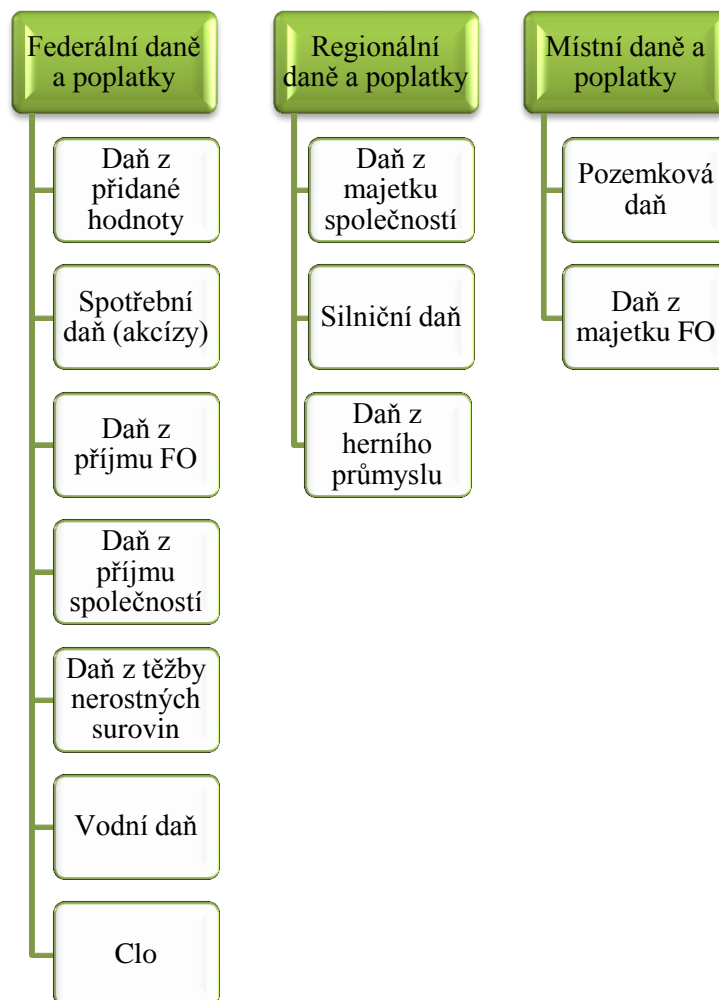 Federální daně
a poplatky
Daň z
přidané
hodnoty
Spotřební
daň (akcízy)
Daň z
příjmu FO
Daň z
příjmu
společností
Daň z těžby
nerostných
surovin
Vodní daň
Clo
Regionální
daně a poplatky
Daň z
majetku
společností
Silniční daň
Daň z
herního
průmyslu
Místní daně a
poplatky
Pozemková
daň
Daň z
majetku FO